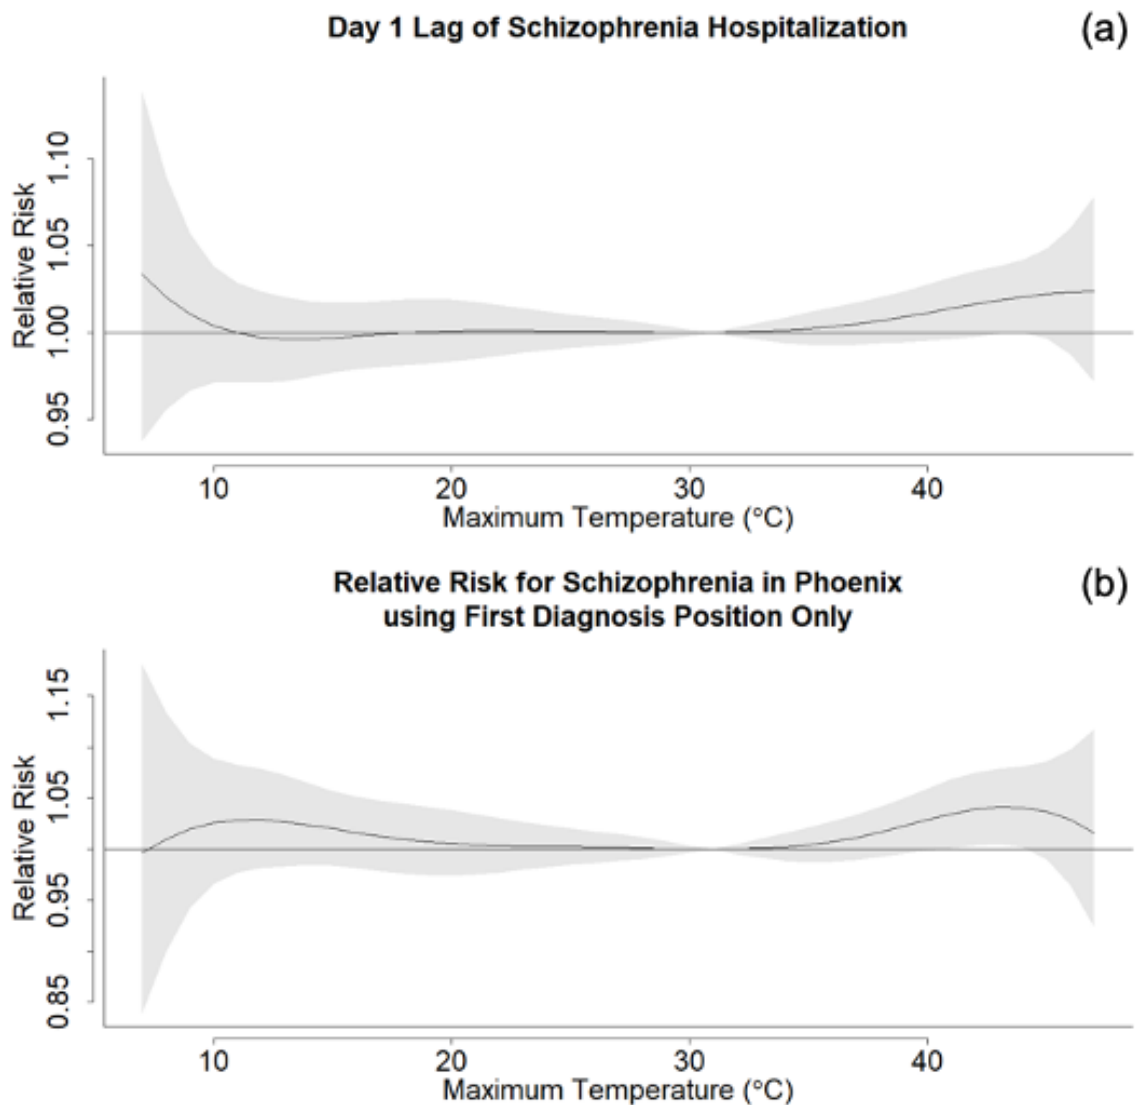 Day 1 Lag of Schizophrenia Hospitalization
(a)
Relative Risk
1.10
1.05
1.00
0.95
10 20 30 40
Maximum Temperature (°C)
Relative Risk for Schizophrenia in Phoenix
using First Diagnosis Position Only
(b)
Relative Risk
1.15
1.05
0.95
0.85
10 20 30 40
Maximum Temperature (°C)